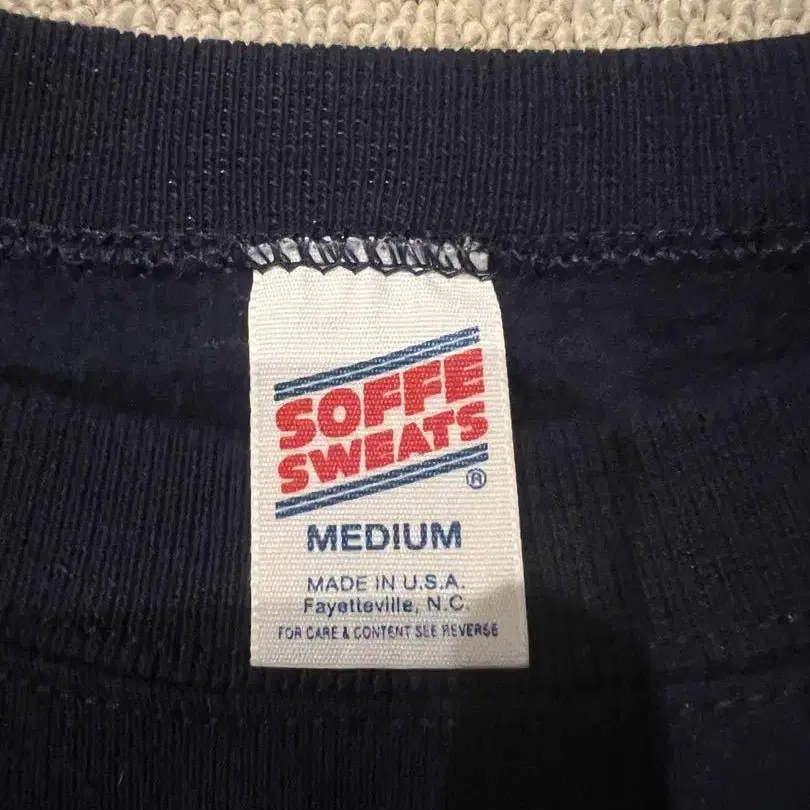 SOFFE
SWEATS
®
MEDIUM
MADE IN U.S.A.
Fayetteville, N.C.
FOR CARE & CONTENT SEE REVERSE